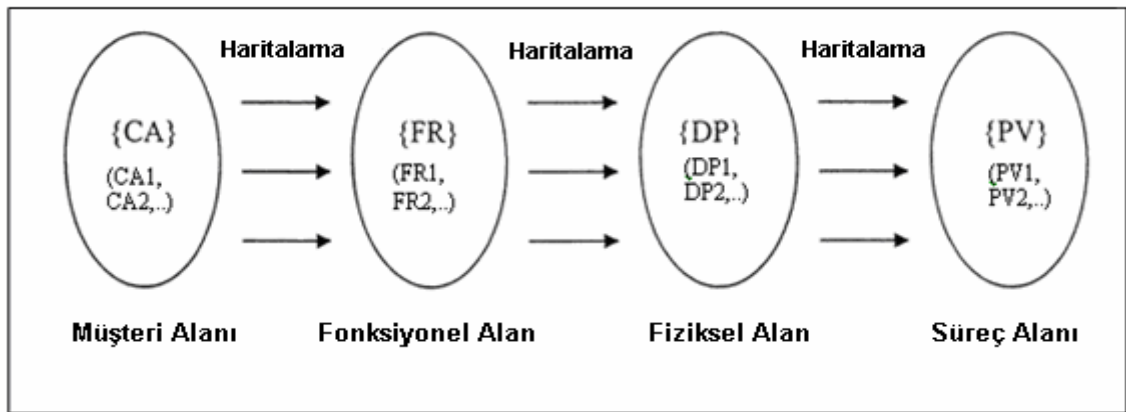 Haritalama Haritalama Haritalama
{CA} {FR} {DP} {PV}
(CA1, (FR1, (DP1, (PV1,
CA2,..) FR2,..) DP2,..) PV2,..)
Müşteri Alanı Fonksiyonel Alan Fiziksel Alan Süreç Alanı